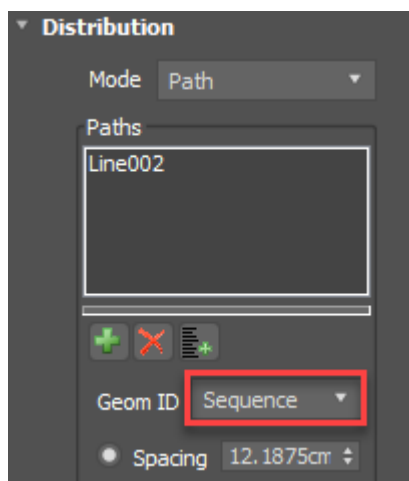 Distribution
Mode Path
Paths
Line002
Geom ID Sequence
Spacing 12.1875cm